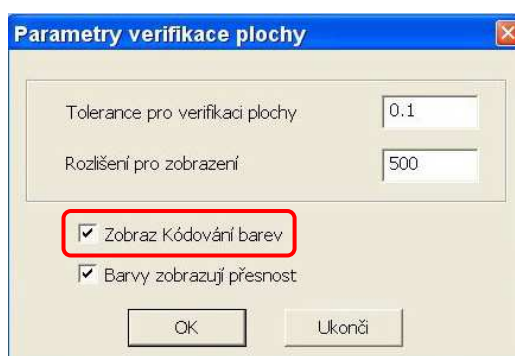 Parametry verifikace plochy
Tolerance pro verifikaci plochy 0.1
Rozlišení pro zobrazení 500
Zobraz Kódování barev
Barvy zobrazují přesnost
OK Ukonči